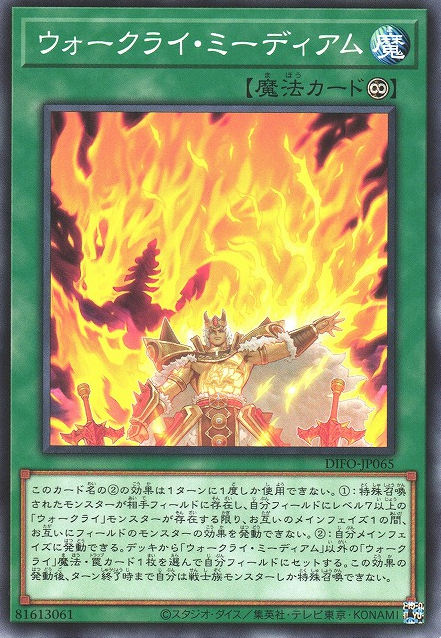 ウォークライ・ミーディアム
魔
【魔法カード∞】
DIFO-JP065
このカード名の②の効果は1ターンに1度しか使用できない。①:特殊召喚
されたモンスターが相手フィールドに存在し、自分フィールドにレベル7以上の
「ウォークライ」モンスターが存在する限り、お互いのメインフェイズ1の間、
お互いにフィールドのモンスターの効果を発動できない。②:自分メインフェ
イズに発動できる。デッキから「ウォークライ・ミーディアム」以外の「ウォーク
ライ」魔法・罠カード1枚を選んで自分フィールドにセットする。この効果の
発動後、ターン終了時まで自分は戦士族モンスターしか特殊召喚できない。
81613061
©スタジオ・ダイス/集英社・テレビ東京・KONAMI